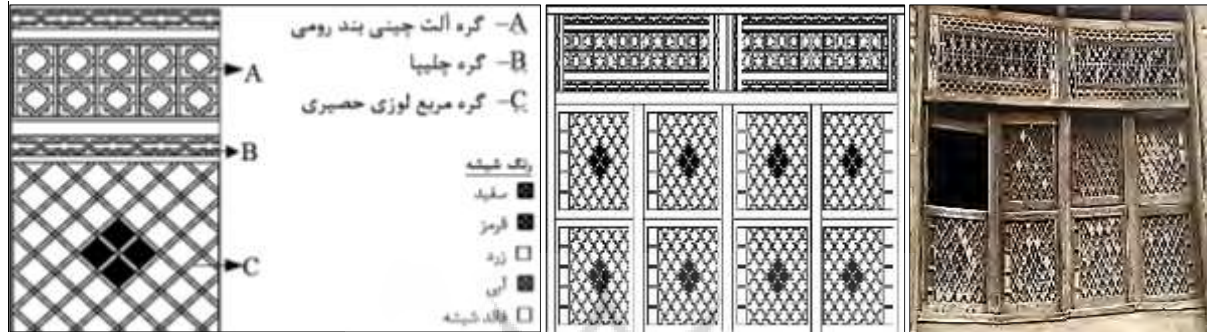 A- گره آلت چینی بند رومی
B- گره چلیپا
C- گره مربع لوزی حصیری
رنگ شیشه
سفید
قرمز
زرد
آبی
فاقد شیشه
A
B
C